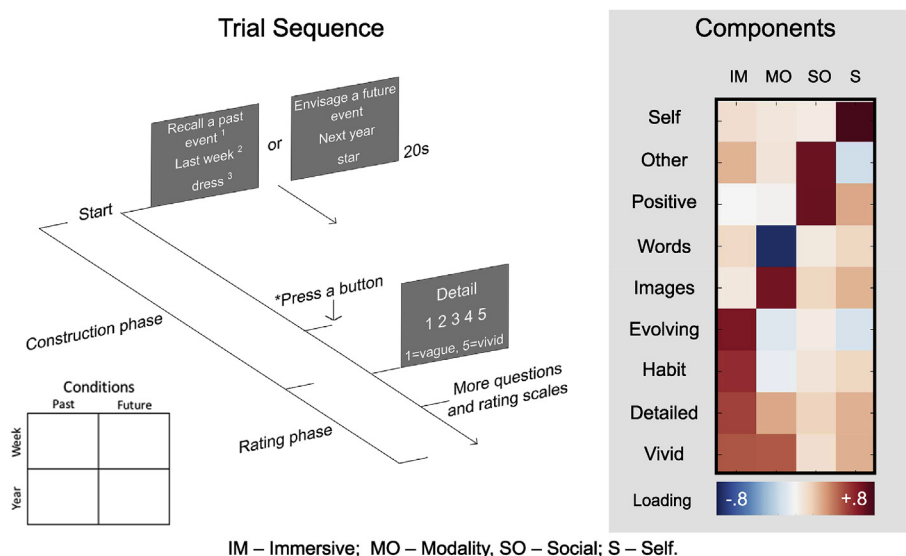 Trial Sequence
Recall a past
event 1
Last week 2
dress 3
or
Envisage a future
event
Next year
star
20s
Start
*Press a button
Detail
1 2 3 4 5
1=vague, 5=vivid
Construction phase
More questions
and rating scales
Rating phase
Conditions
Past Future
Week
Year
Components
IM MO SO S
Self
Other
Positive
Words
Images
Evolving
Habit
Detailed
Vivid
Loading -.8 +.8
IM – Immersive; MO – Modality, SO – Social; S – Self.